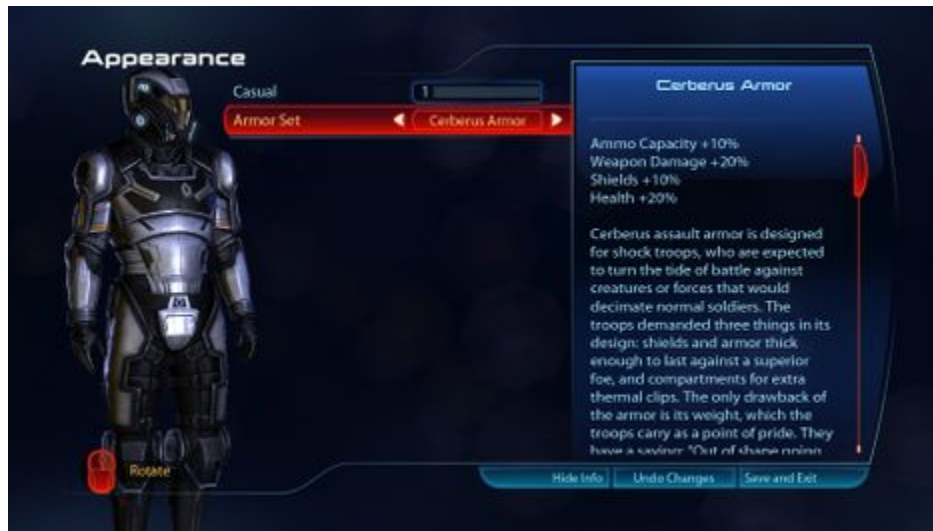 Appearance
Casual
1
Armor Set
Cerberus Armor
Cerberus Armor
Ammo Capacity +10%
Weapon Damage +20%
Shields +10%
Health +20%
Cerberus assault armor is designed
for shock troops, who are expected
to turn the tide of battle against
creatures or forces that would
decimate normal soldiers. The
troops demanded three things in its
design: shields and armor thick
enough to last against a superior
foe, and compartments for extra
thermal clips. The only drawback of
the armor is its weight, which the
troops carry as a point of pride. They
have a saying: "Out of shape
Rotate
Hide Info
Undo Changes
Save and Exit